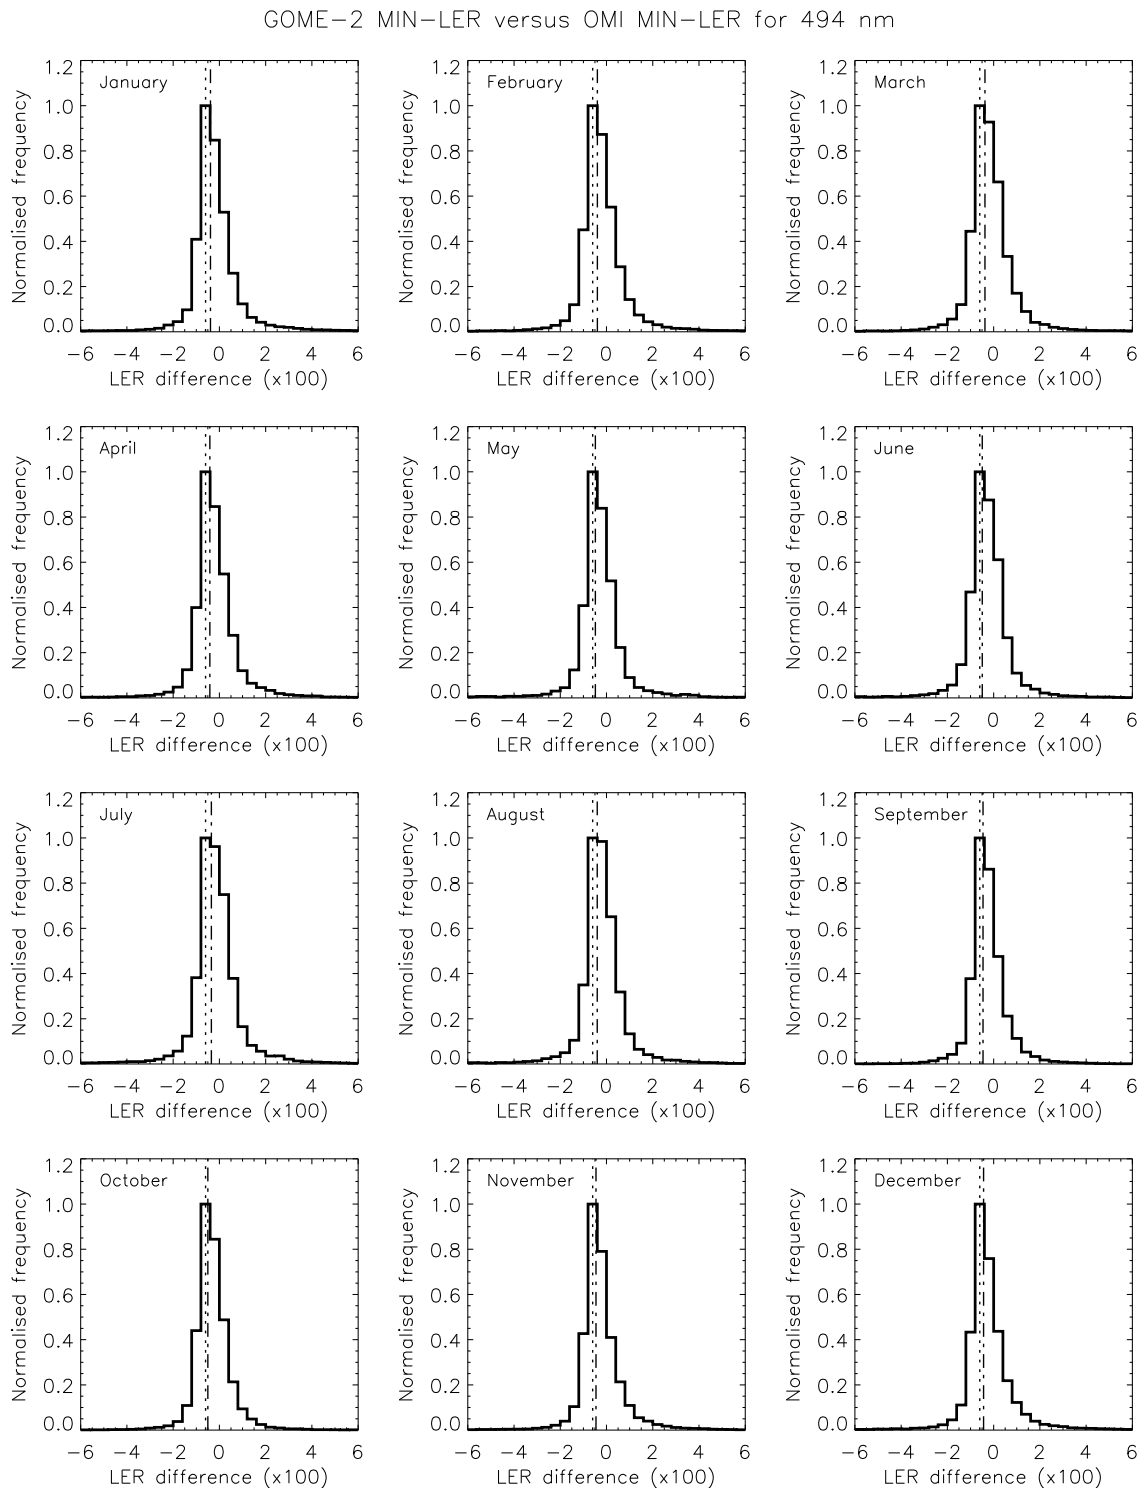 GOME-2 MIN-LER versus OMI MIN-LER for 494 nm
January
Normalised frequency
1.2
1.0
0.8
0.6
0.4
0.2
0.0
-6 -4 -2 0 2 4 6
LER difference (x100)
February
Normalised frequency
1.2
1.0
0.8
0.6
0.4
0.2
0.0
-6 -4 -2 0 2 4 6
LER difference (x100)
March
Normalised frequency
1.2
1.0
0.8
0.6
0.4
0.2
0.0
-6 -4 -2 0 2 4 6
LER difference (x100)
April
Normalised frequency
1.2
1.0
0.8
0.6
0.4
0.2
0.0
-6 -4 -2 0 2 4 6
LER difference (x100)
May
Normalised frequency
1.2
1.0
0.8
0.6
0.4
0.2
0.0
-6 -4 -2 0 2 4 6
LER difference (x100)
June
Normalised frequency
1.2
1.0
0.8
0.6
0.4
0.2
0.0
-6 -4 -2 0 2 4 6
LER difference (x100)
July
Normalised frequency
1.2
1.0
0.8
0.6
0.4
0.2
0.0
-6 -4 -2 0 2 4 6
LER difference (x100)
August
Normalised frequency
1.2
1.0
0.8
0.6
0.4
0.2
0.0
-6 -4 -2 0 2 4 6
LER difference (x100)
September
Normalised frequency
1.2
1.0
0.8
0.6
0.4
0.2
0.0
-6 -4 -2 0 2 4 6
LER difference (x100)
October
Normalised frequency
1.2
1.0
0.8
0.6
0.4
0.2
0.0
-6 -4 -2 0 2 4 6
LER difference (x100)
November
Normalised frequency
1.2
1.0
0.8
0.6
0.4
0.2
0.0
-6 -4 -2 0 2 4 6
LER difference (x100)
December
Normalised frequency
1.2
1.0
0.8
0.6
0.4
0.2
0.0
-6 -4 -2 0 2 4 6
LER difference (x100)